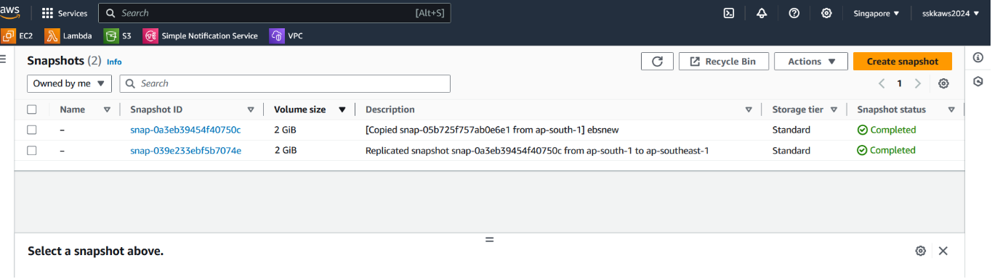 aws Services Search [Alt+S] Singapore ▼ sskkaws2024 ▼
EC2 Lambda S3 Simple Notification Service VPC
Snapshots (2) Info Recycle Bin Actions ▼ Create snapshot
Owned by me ▼ Search 1
Name Snapshot ID Volume size Description Storage tier Snapshot status
– snap-0a3eb39454f40750c 2 GiB [Copied snap-05b725f757ab0e6e1 from ap-south-1] ebsnew Standard Completed
– snap-039e233ebf5b7074e 2 GiB Replicated snapshot snap-0a3eb39454f40750c from ap-south-1 to ap-southeast-1 Standard Completed
Select a snapshot above.